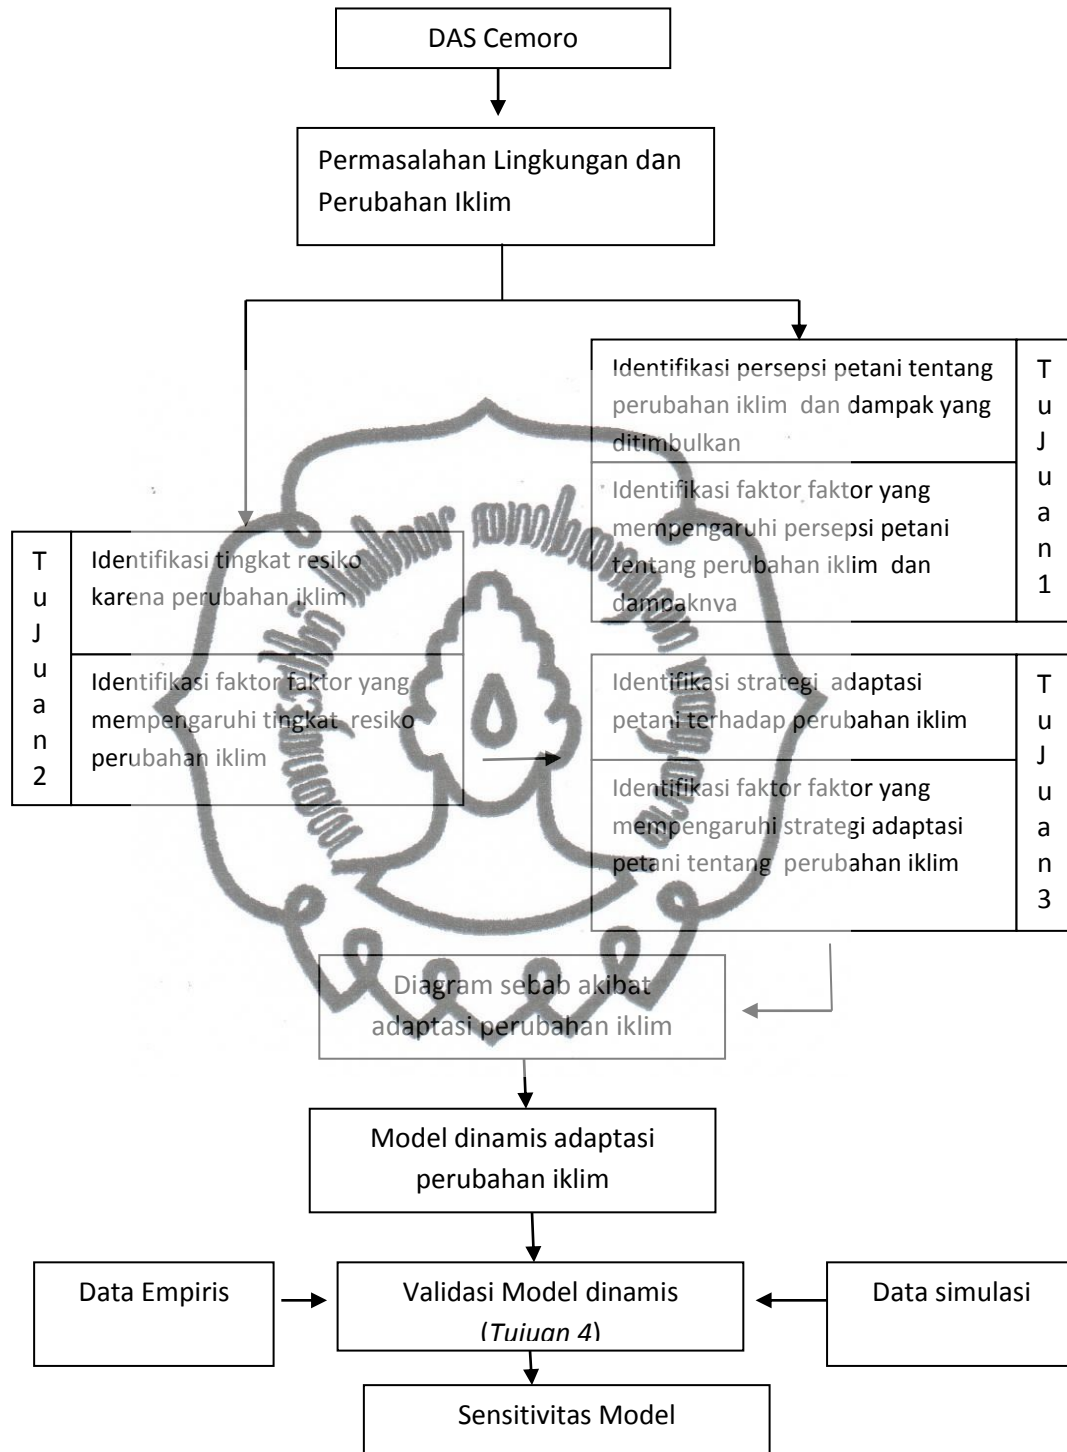 DAS Cemoro
Permasalahan Lingkungan dan
Perubahan Iklim
Identifikasi persepsi petani tentang
perubahan iklim dan dampak yang
ditimbulkan
Identifikasi faktor faktor yang
mempengaruhi persepsi petani
tentang perubahan iklim dan
dampaknya
T
u
J
u
a
n
1
T
u
J
u
a
n
2
Identifikasi tingkat resiko
karena perubahan iklim
Identifikasi faktor faktor yang
mempengaruhi tingkat resiko
perubahan iklim
Identifikasi strategi adaptasi
petani terhadap perubahan iklim
Identifikasi faktor faktor yang
mempengaruhi strategi adaptasi
petani tentang perubahan iklim
T
u
J
u
a
n
3
Diagram sebab akibat
adaptasi perubahan iklim
Model dinamis adaptasi
perubahan iklim
Data Empiris
Validasi Model dinamis
(Tujuan 4)
Data simulasi
Sensitivitas Model